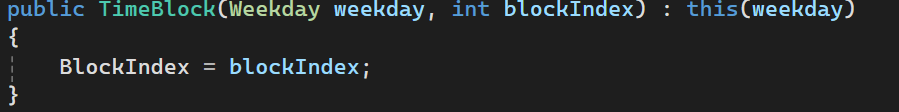 public TimeBlock(Weekday weekday, int blockIndex) : this(weekday)
{
    BlockIndex = blockIndex;
}